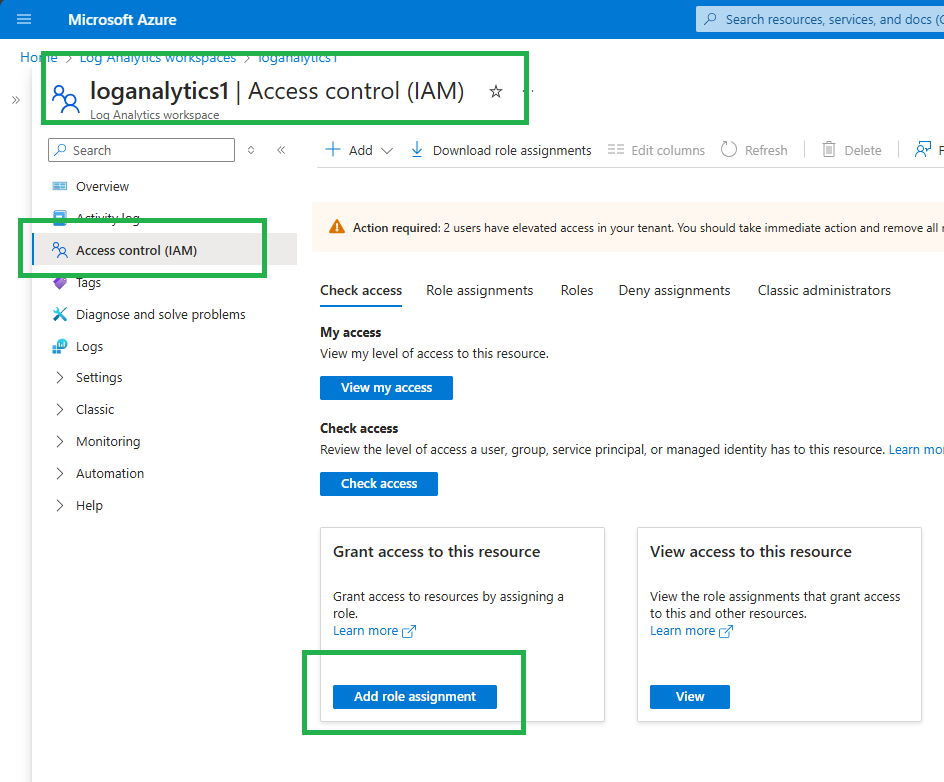 Microsoft Azure
Search resources, services, and docs (
Home > Log Analytics workspaces > loganalytics1
loganalytics1 | Access control (IAM)
Log Analytics workspace
Search
Add
Download role assignments
Edit columns
Refresh
Delete
Overview
Activity log
Access control (IAM)
Tags
Diagnose and solve problems
Logs
Settings
Classic
Monitoring
Automation
Help
Action required: 2 users have elevated access in your tenant. You should take immediate action and remove all
Check access
Role assignments
Roles
Deny assignments
Classic administrators
My access
View my level of access to this resource.
View my access
Check access
Review the level of access a user, group, service principal, or managed identity has to this resource. Learn
Check access
Grant access to this resource
Grant access to resources by assigning a
role.
Learn more
Add role assignment
View access to this resource
View the role assignments that grant access
to this and other resources.
Learn more
View